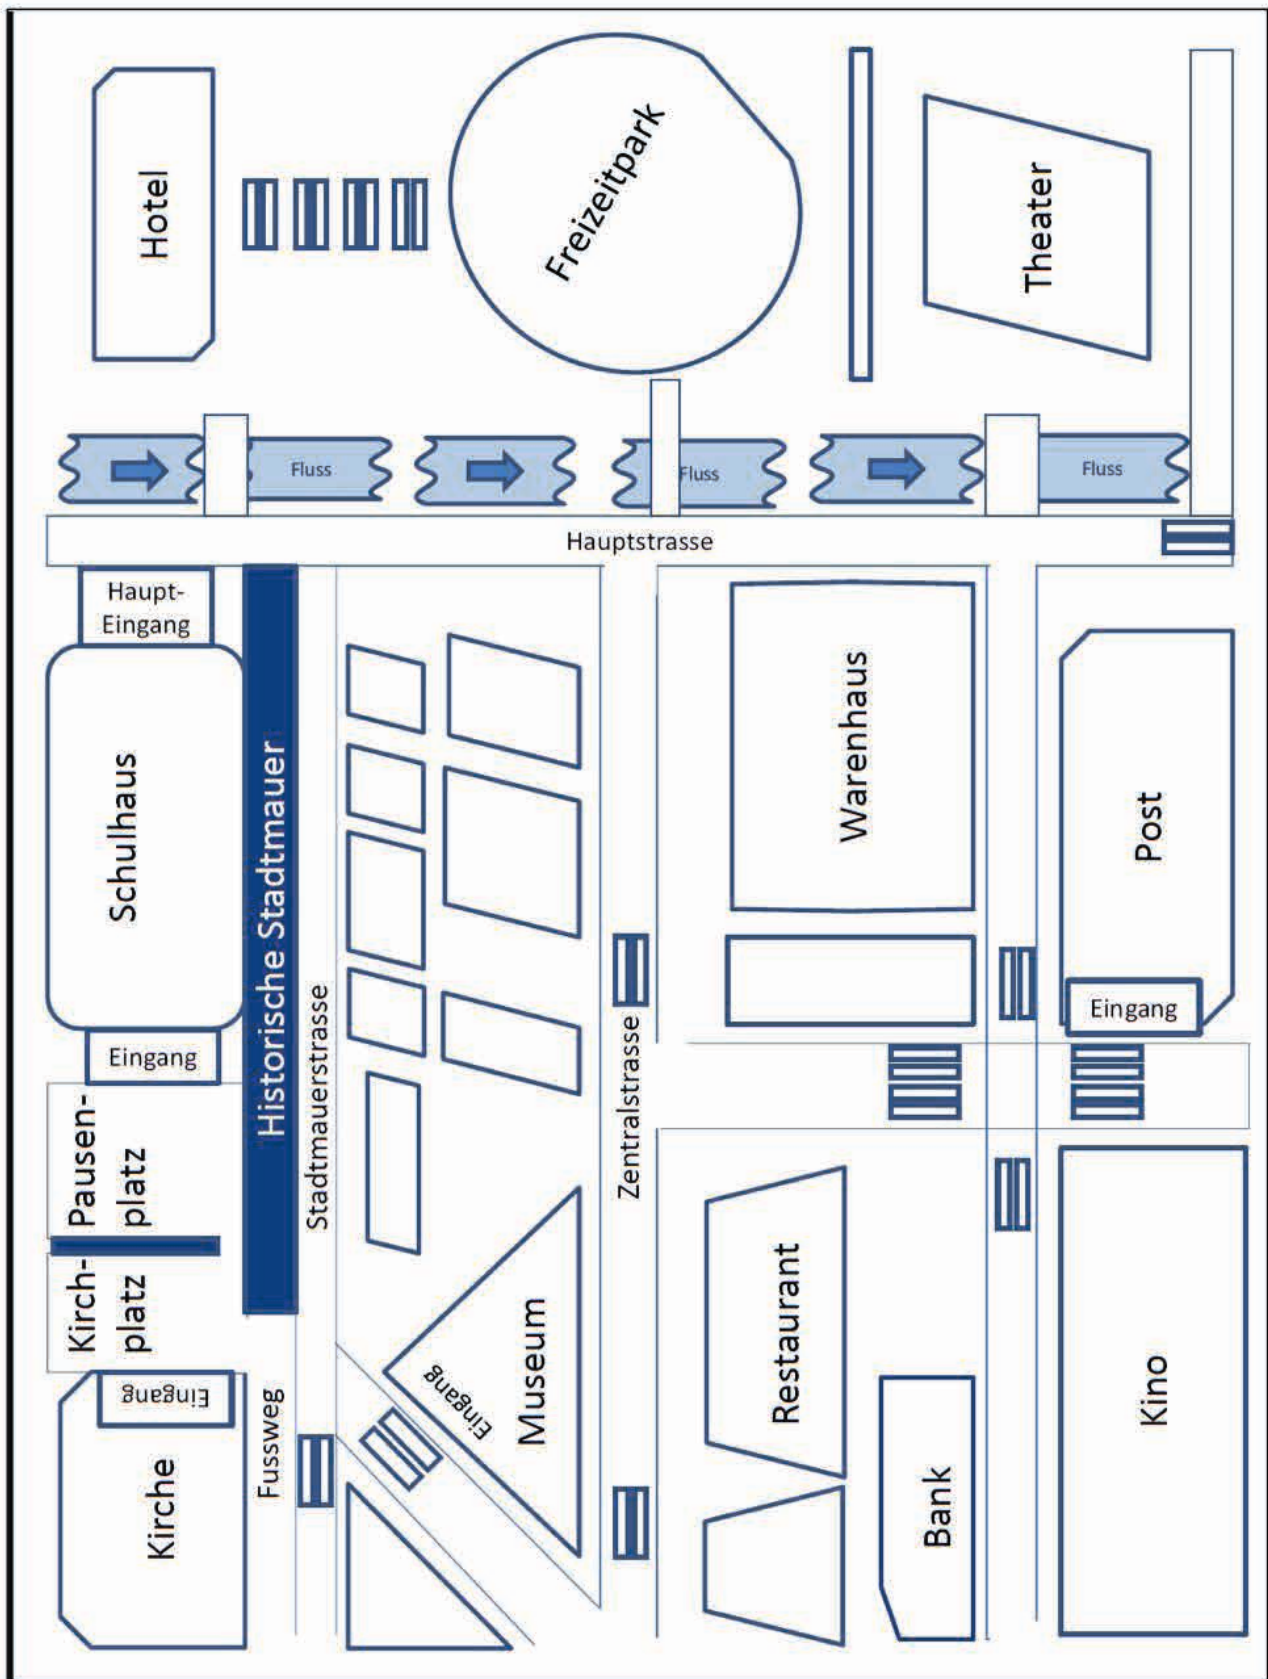 Hotel
Freizeitpark
Theater
Fluss
Fluss
Fluss
Hauptstrasse
Haupt-
Eingang
Schulhaus
Eingang
Historische Stadtmauer
Stadtmauerstrasse
Warenhaus
Post
Eingang
Pausen-
platz
Kirch-
platz
Zentralstrasse
Eingang
Kirche
Fussweg
Eingang
Museum
Restaurant
Bank
Kino